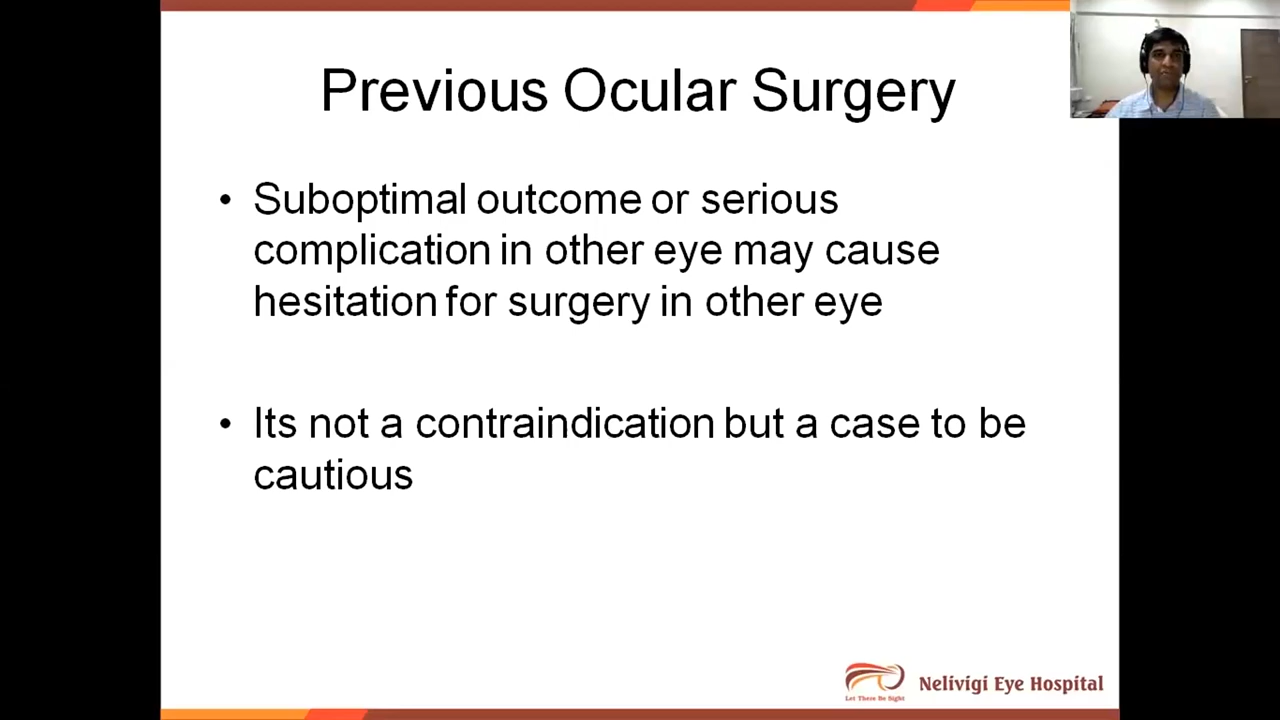 Previous Ocular Surgery
• Suboptimal outcome or serious
complication in other eye may cause
hesitation for surgery in other eye
• Its not a contraindication but a case to be
cautious
Let There Be Sight
Nelivigi Eye Hospital